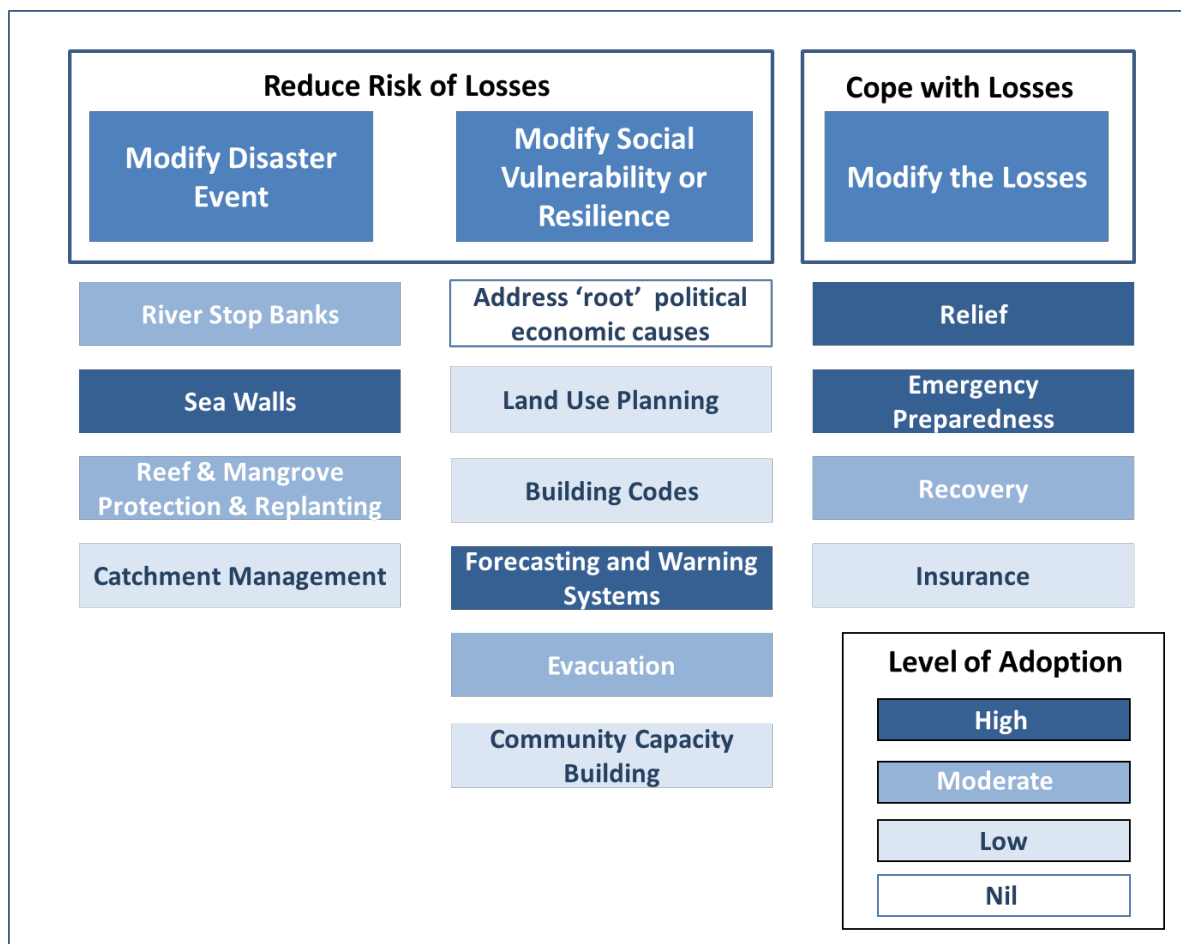 Reduce Risk of Losses
Modify Disaster
Event
Modify Social
Vulnerability or
Resilience
Cope with Losses
Modify the Losses
River Stop Banks
Sea Walls
Reef & Mangrove
Protection & Replanting
Catchment Management
Address ‘root’ political
economic causes
Land Use Planning
Building Codes
Forecasting and Warning
Systems
Evacuation
Community Capacity
Building
Relief
Emergency
Preparedness
Recovery
Insurance
Level of Adoption
High
Moderate
Low
Nil